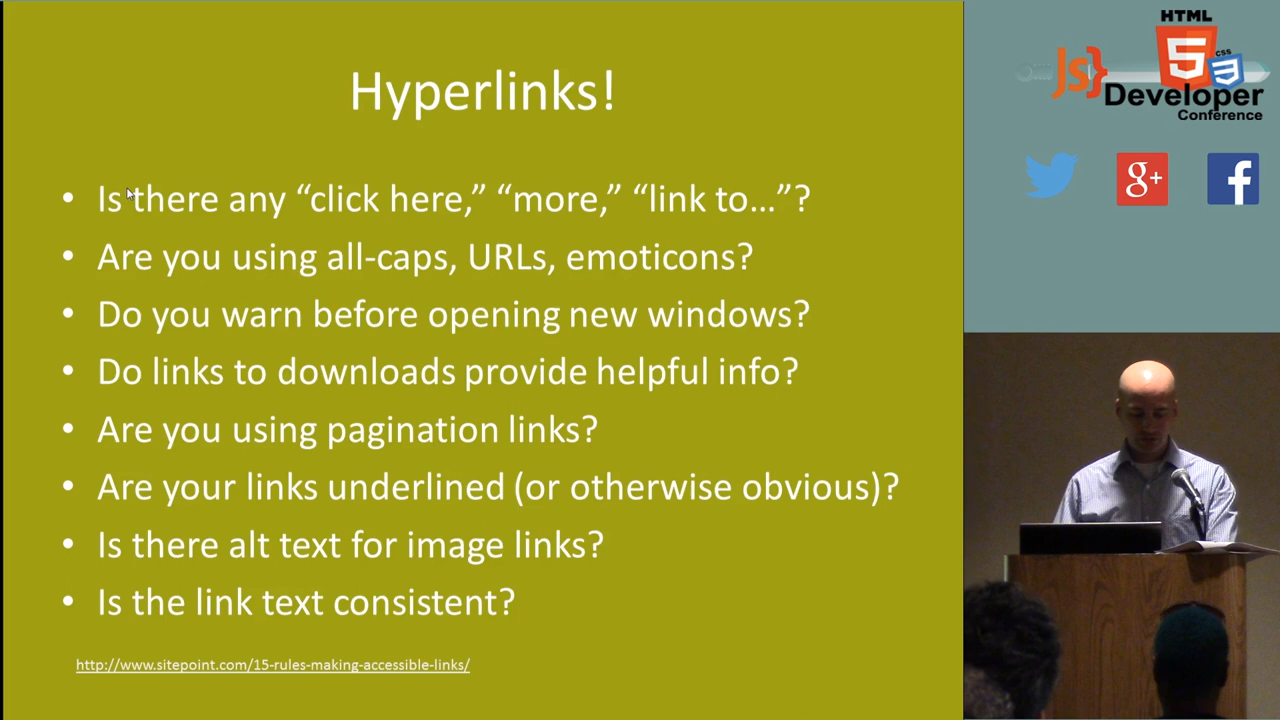 Hyperlinks!
• Is there any “click here,” “more,” “link to…”?
• Are you using all-caps, URLs, emoticons?
• Do you warn before opening new windows?
• Do links to downloads provide helpful info?
• Are you using pagination links?
• Are your links underlined (or otherwise obvious)?
• Is there alt text for image links?
• Is the link text consistent?
http://www.sitepoint.com/15-rules-making-accessible-links/
HTML
5
css
3
Js}
Developer
Conference
g+
f